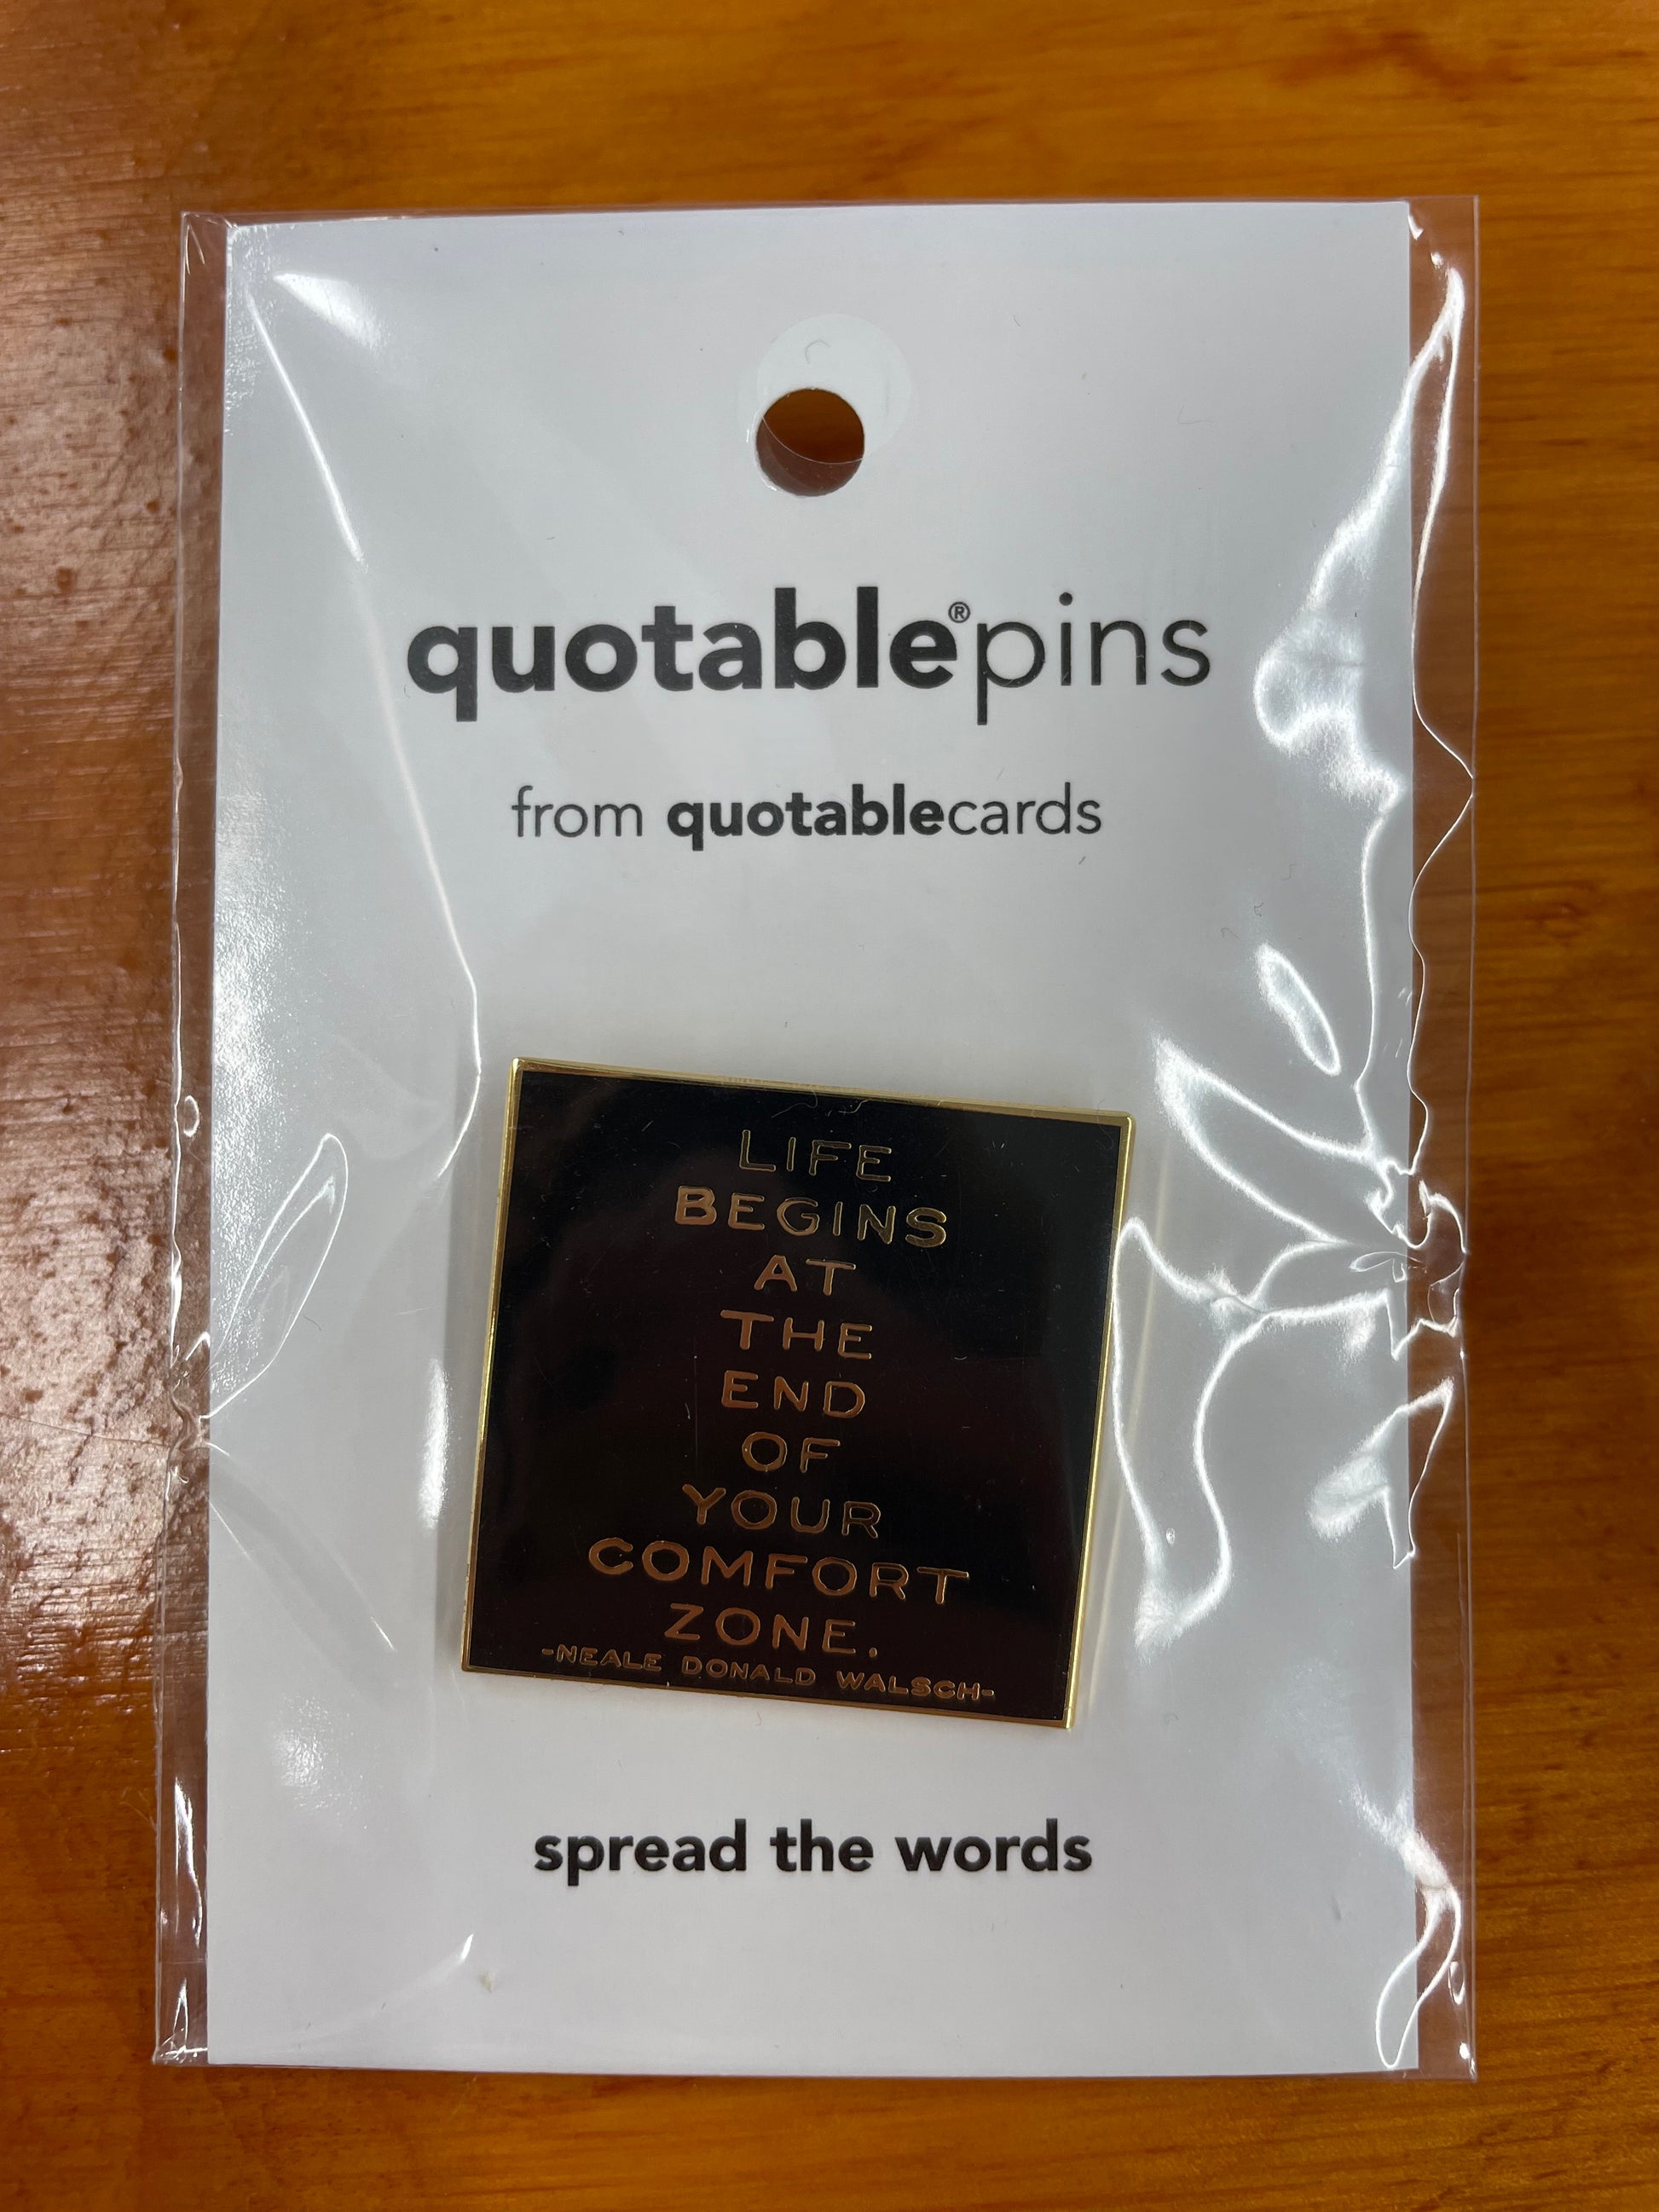 quotable®pins
from quotablecards
LIFE
BEGINS
AT
THE
END
OF
YOUR
COMFORT
ZONE.
-NEALE DONALD WALSCH-
spread the words